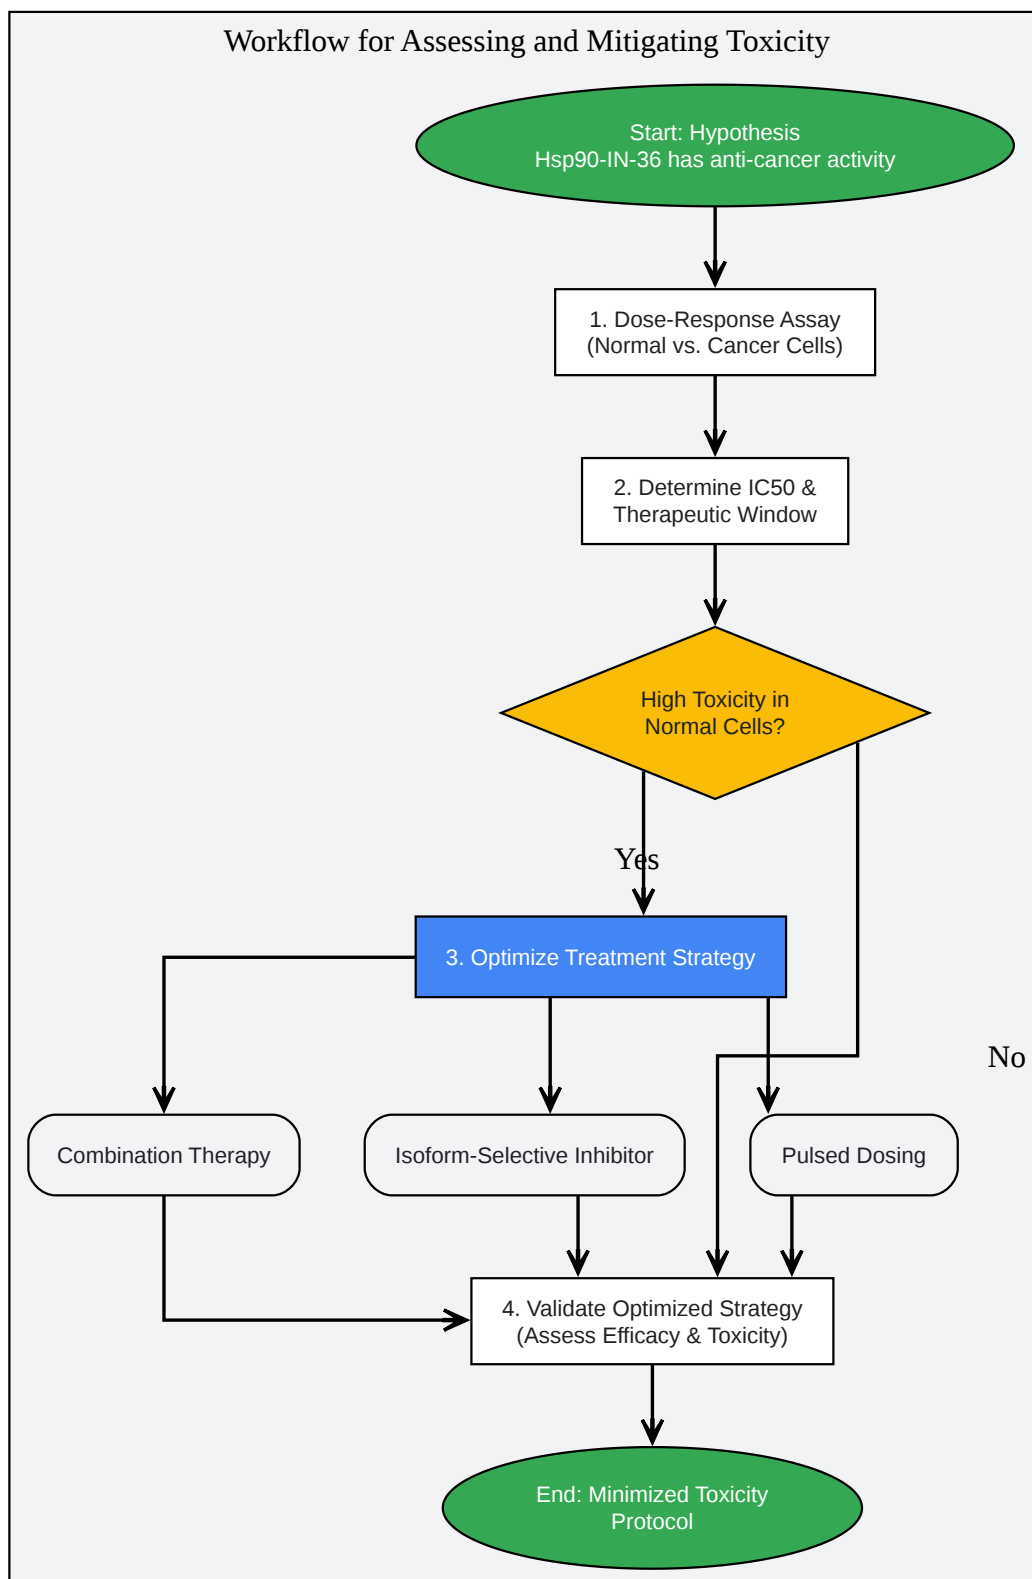 Workflow for Assessing and Mitigating Toxicity
Start: Hypothesis
Hsp90-IN-36 has anti-cancer activity
1. Dose-Response Assay
(Normal vs. Cancer Cells)
2. Determine IC50 &
Therapeutic Window
High Toxicity in
Normal Cells?
Yes
3. Optimize Treatment Strategy
No
Combination Therapy
Isoform-Selective Inhibitor
Pulsed Dosing
4. Validate Optimized Strategy
(Assess Efficacy & Toxicity)
End: Minimized Toxicity
Protocol